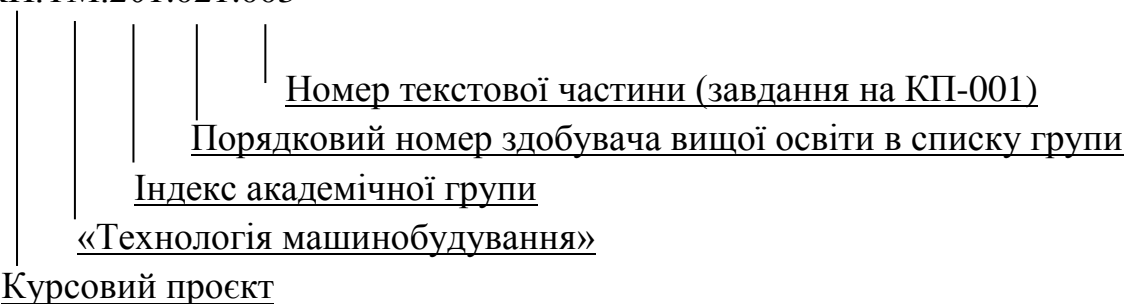 Номер текстової частини (завдання на КП-001)
Порядковий номер здобувача вищої освіти в списку групи
Індекс академічної групи
«Технологія машинобудування»
Курсовий проєкт